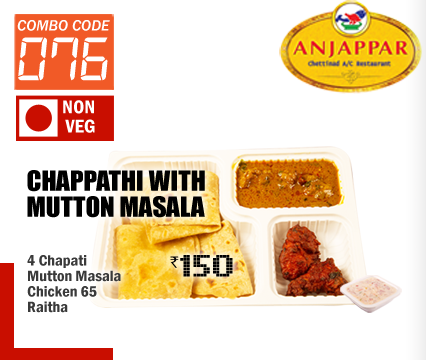 COMBO CODE
076
NON
VEG
ANJAPPAR
Chettinad A/C Restaurant
CHAPPATHI WITH
MUTTON MASALA
₹150
4 Chapati
Mutton Masala
Chicken 65
Raitha